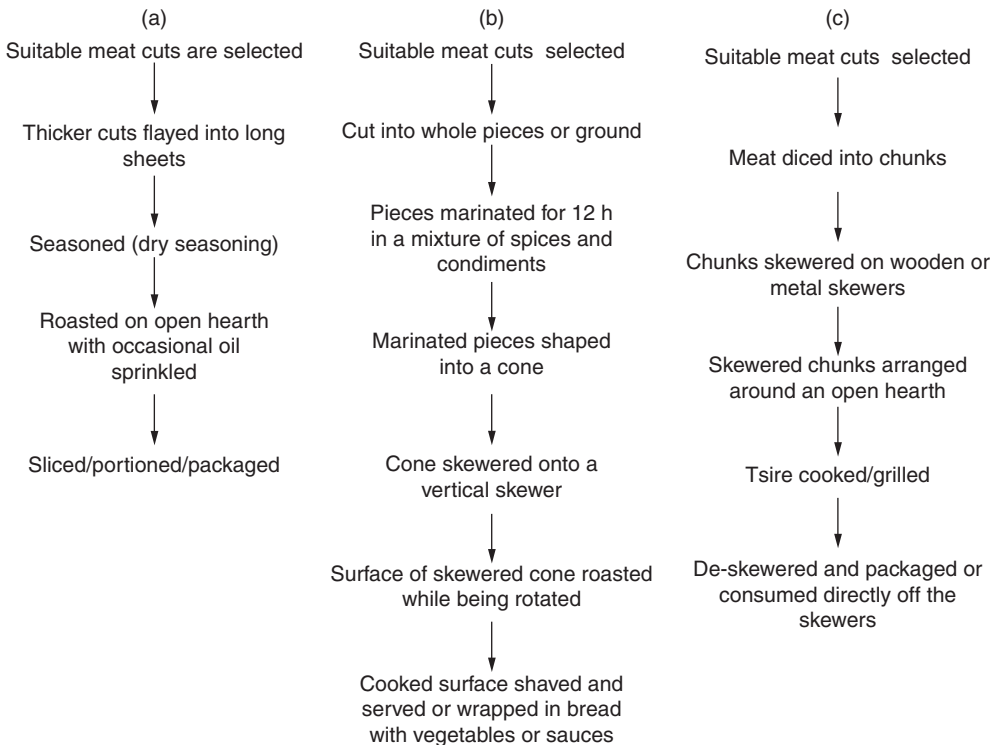 (a)
Suitable meat cuts are selected
Thicker cuts flayed into long
sheets
Seasoned (dry seasoning)
Roasted on open hearth
with occasional oil
sprinkled
Sliced/portioned/packaged
(b)
Suitable meat cuts selected
Cut into whole pieces or ground
Pieces marinated for 12 h
in a mixture of spices and
condiments
Marinated pieces shaped
into a cone
Cone skewered onto a
vertical skewer
Surface of skewered cone roasted
while being rotated
Cooked surface shaved and
served or wrapped in bread
with vegetables or sauces
(c)
Suitable meat cuts selected
Meat diced into chunks
Chunks skewered on wooden or
metal skewers
Skewered chunks arranged
around an open hearth
Tsire cooked/grilled
De-skewered and packaged or
consumed directly off the
skewers